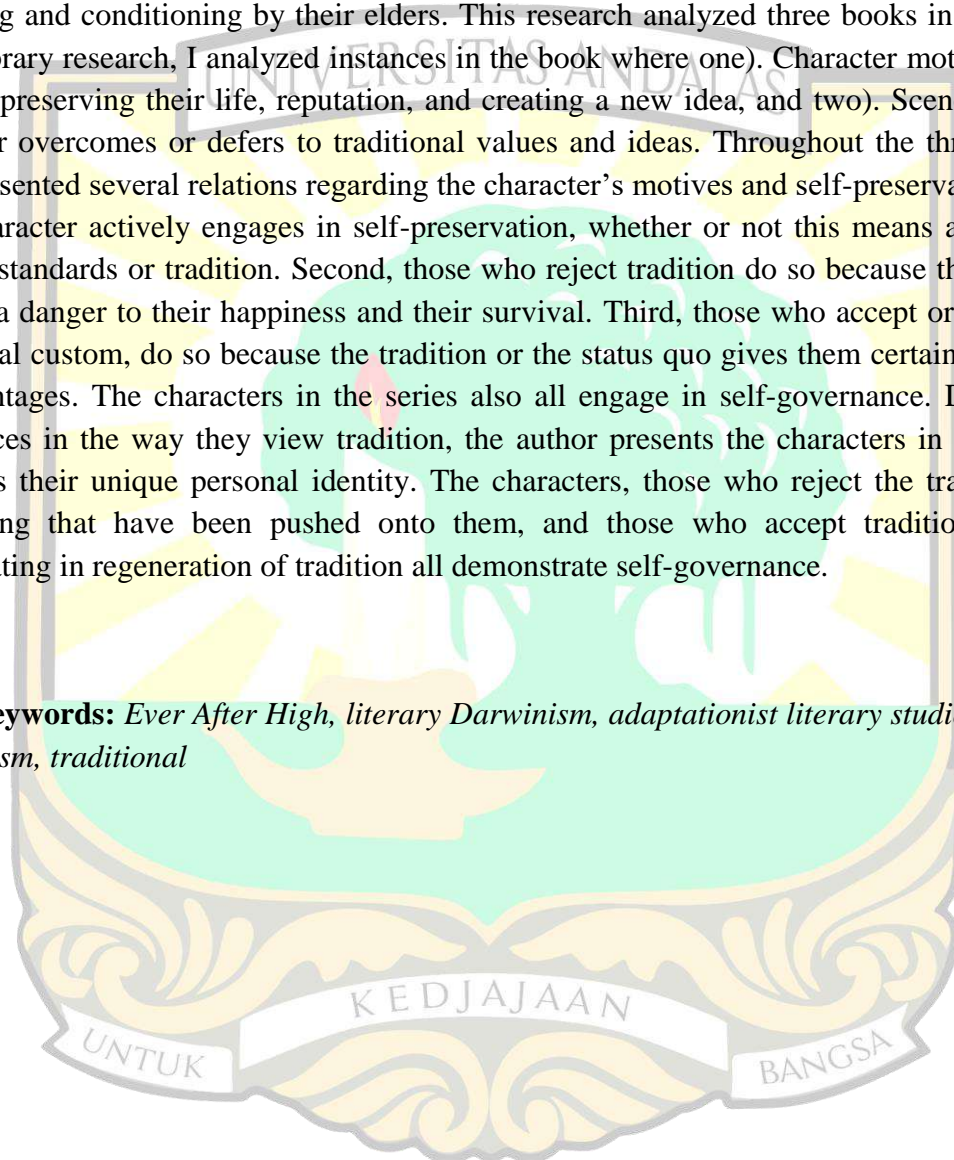 g and conditioning by their elders. This research analyzed three books in
rary research, I analyzed instances in the book where one). Character mot
preserving their life, reputation, and creating a new idea, and two). Scen
r overcomes or defers to traditional values and ideas. Throughout the thr
sented several relations regarding the character's motives and self-preserva
aracter actively engages in self-preservation, whether or not this means a
standards or tradition. Second, those who reject tradition do so because th
a danger to their happiness and their survival. Third, those who accept or
al custom, do so because the tradition or the status quo gives them certain
ntages. The characters in the series also all engage in self-governance.
ces in the way they view tradition, the author presents the characters in
s their unique personal identity. The characters, those who reject the tra
ng that have been pushed onto them, and those who accept traditio
ting in regeneration of tradition all demonstrate self-governance.
eywords: Ever After High, literary Darwinism, adaptationist literary studi
sm, traditional
UNIVERSITAS ANDALAS
KEDJAJAAN
UNTUK
BANGSA